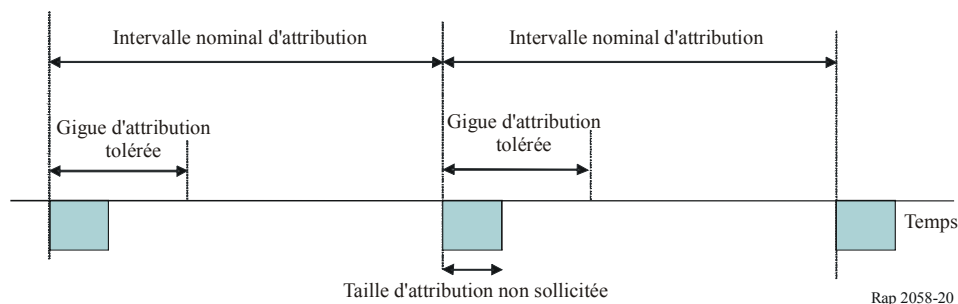 Intervalle nominal d'attribution
Intervalle nominal d'attribution
Gigue d'attribution
tolérée
Gigue d'attribution
tolérée
Temps
Taille d'attribution non sollicitée
Rap 2058-20